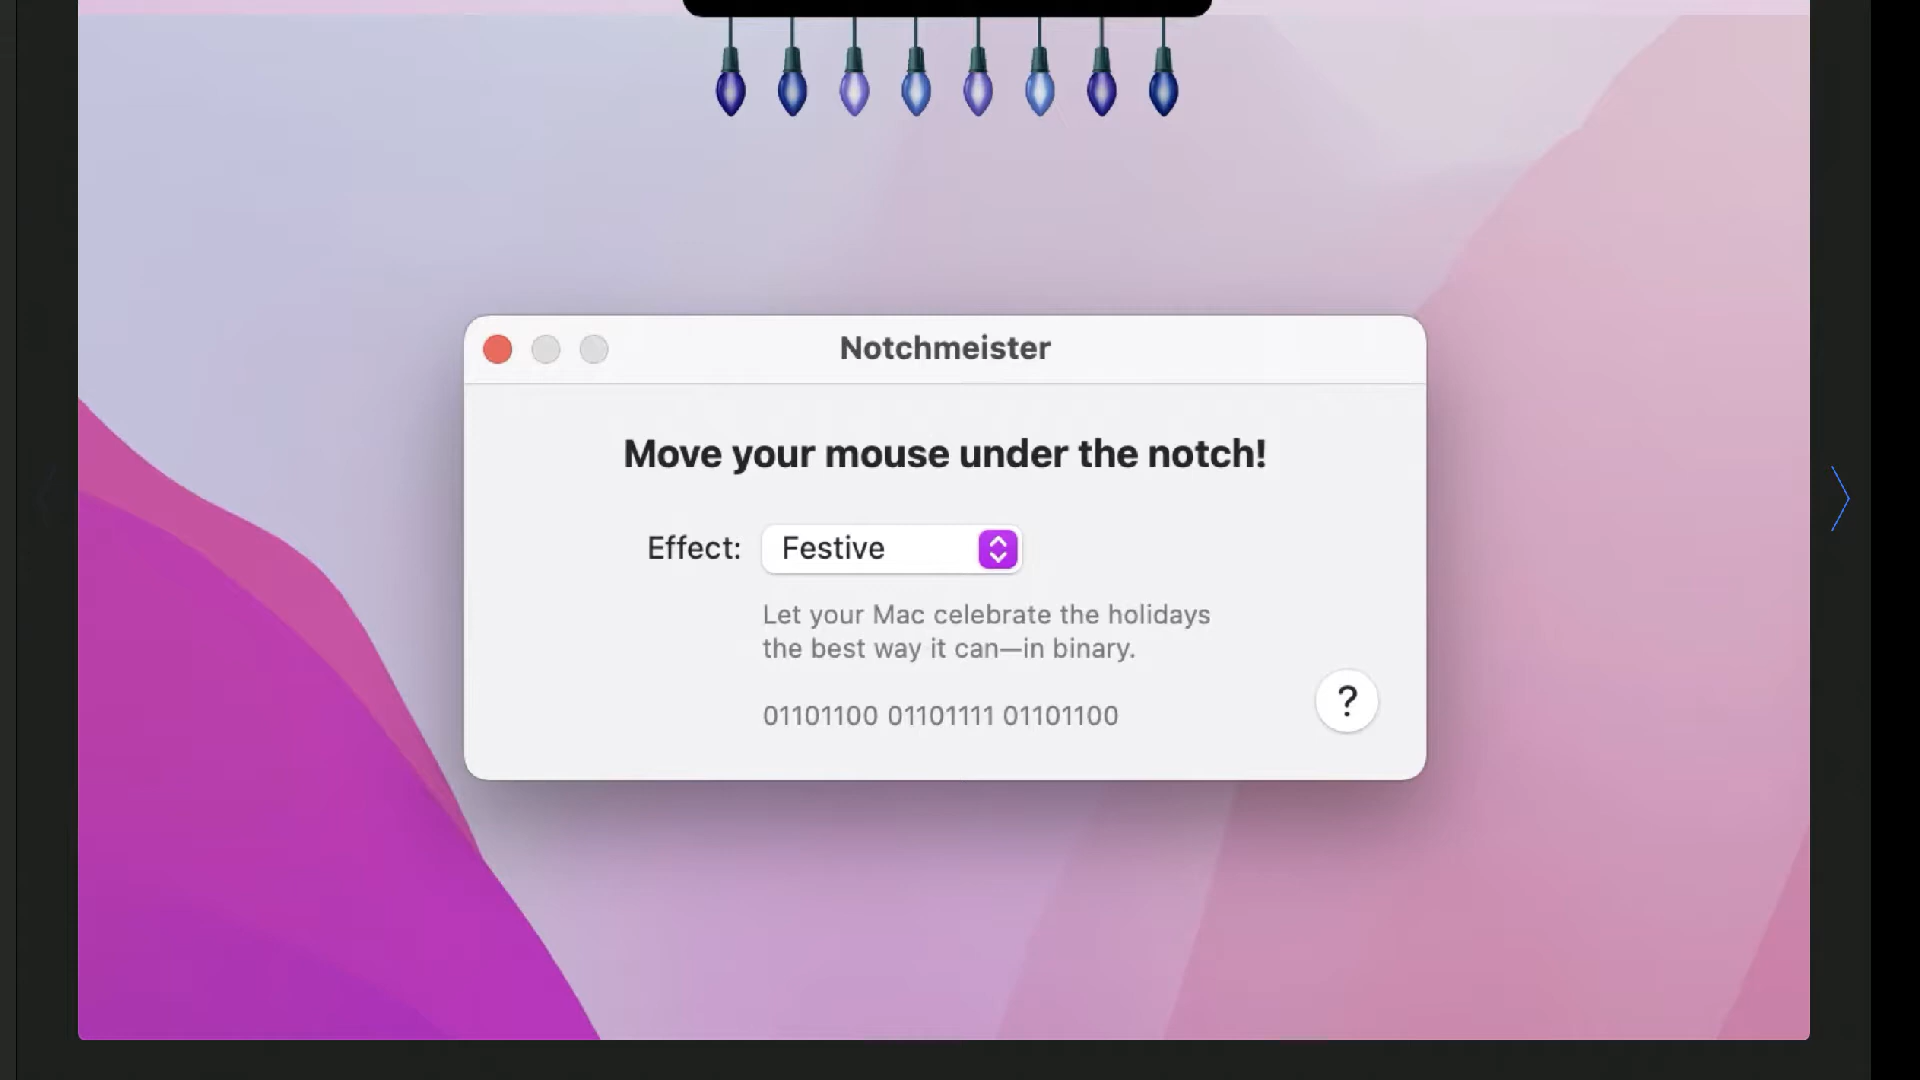 Notchmeister
Move your mouse under the notch!
Effect: Festive
Let your Mac celebrate the holidays
the best way it can—in binary.
01101100 01101111 01101100
?